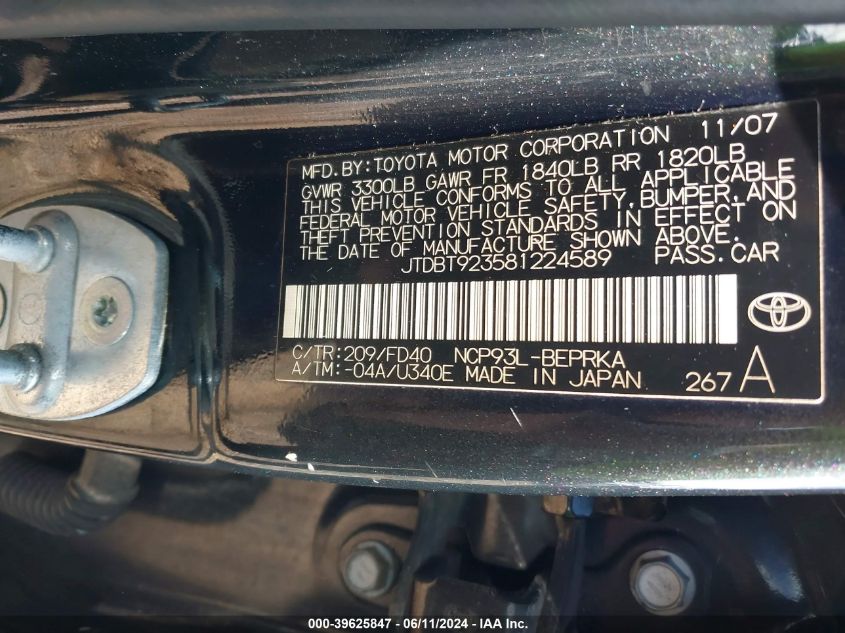 MFD. BY: TOYOTA MOTOR CORPORATION 11/07
GVWR 3300LB GAWR FR 1840LB RR 1820LB
THIS VEHICLE CONFORMS TO ALL APPLICABLE
FEDERAL MOTOR VEHICLE SAFETY, BUMPER, AND
THEFT PREVENTION STANDARDS IN EFFECT ON
THE DATE OF MANUFACTURE SHOWN ABOVE.
JTDBT923581224589 PASS. CAR
C/TR: 209/FD40 NCP93L-BEPRKA
A/TM: -04A/U340E MADE IN JAPAN 267 A
000-39625847 / 06/11/2024 - IAA Inc.